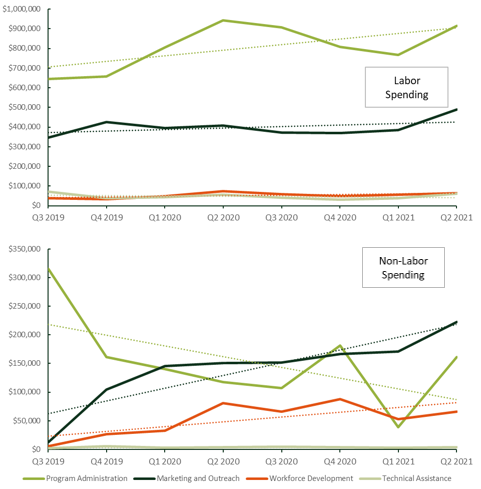 $1,000,000
$900,000
$800,000
$700,000
$600,000
$500,000
$400,000
$300,000
$200,000
$100,000
$0
Labor
Spending
Q3 2019 Q4 2019 Q1 2020 Q2 2020 Q3 2020 Q4 2020 Q1 2021 Q2 2021
$350,000
$300,000
$250,000
$200,000
$150,000
$100,000
$50,000
$0
Non-Labor
Spending
Q3 2019 Q4 2019 Q1 2020 Q2 2020 Q3 2020 Q4 2020 Q1 2021 Q2 2021
Program Administration Marketing and Outreach Workforce Development Technical Assistance